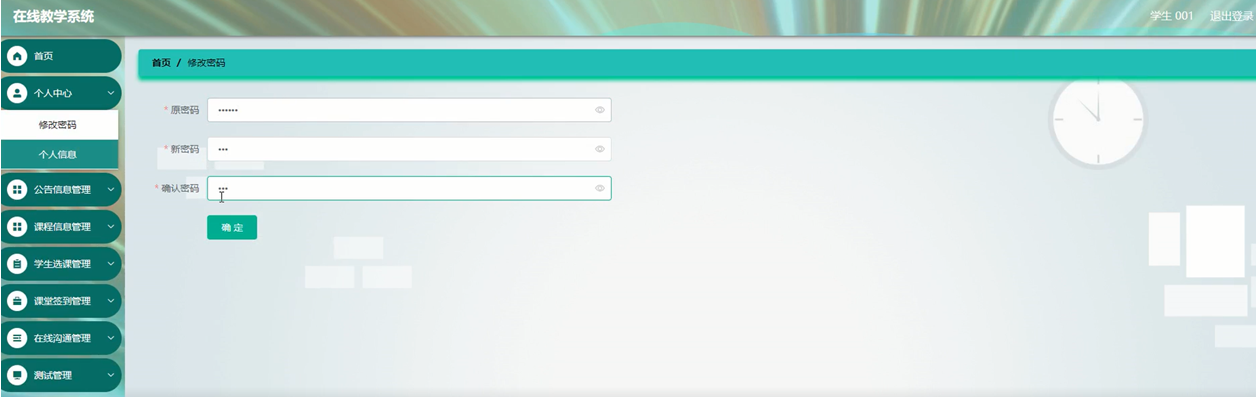 在线教学系统
学生 001 退出登录
首页
个人中心
修改密码
个人信息
公告信息管理
课程信息管理
学生选课管理
课堂签到管理
在线沟通管理
测试管理
首页 / 修改密码
* 原密码 ••••••
* 新密码 •••
* 确认密码 •••
确 定